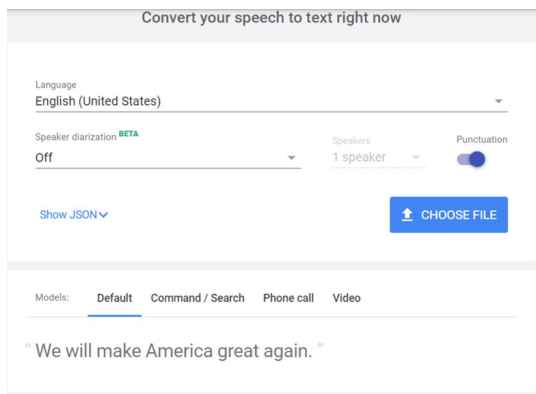 Convert your speech to text right now
Language
English (United States)
Speaker diarization BETA
Speakers
Punctuation
Off
1 speaker
Show JSON
CHOOSE FILE
Models: Default Command / Search Phone call Video
" We will make America great again. "